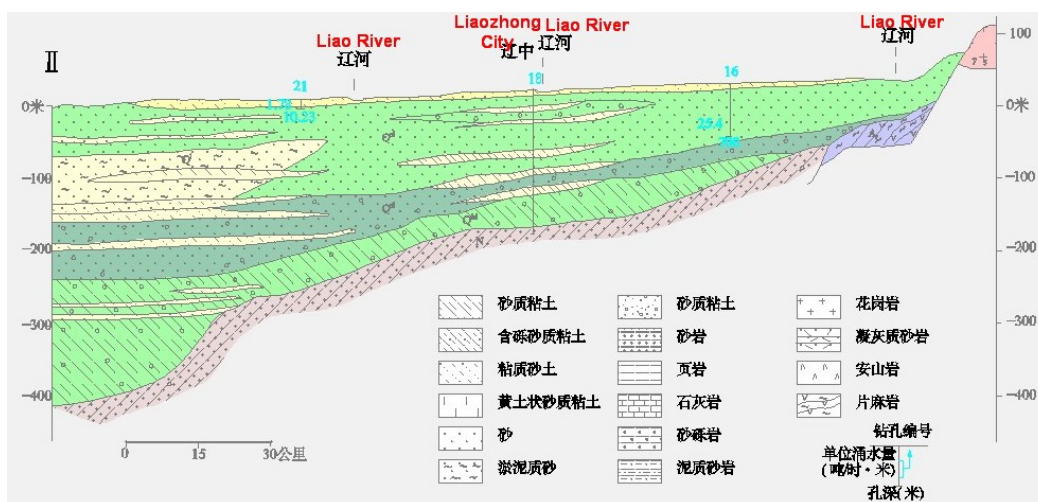 II
Liao River
辽河
Liaozhong
City
辽中
Liao River
辽河
Liao River
辽河
21
1.78
10.23
18
16
25.4
100
0米
-100
-200
-300
-400
100
0米
-100
-200
-300
-400
N
0
15
30公里
砂质粘土
含砾砂质粘土
粘质砂土
黄土状砂质粘土
砂
淤泥质砂
砂质粘土
砂岩
页岩
石灰岩
砂砾岩
泥质砂岩
花岗岩
凝灰质砂岩
安山岩
片麻岩
钻孔编号
单位涌水量
(吨/时·米)
孔深(米)